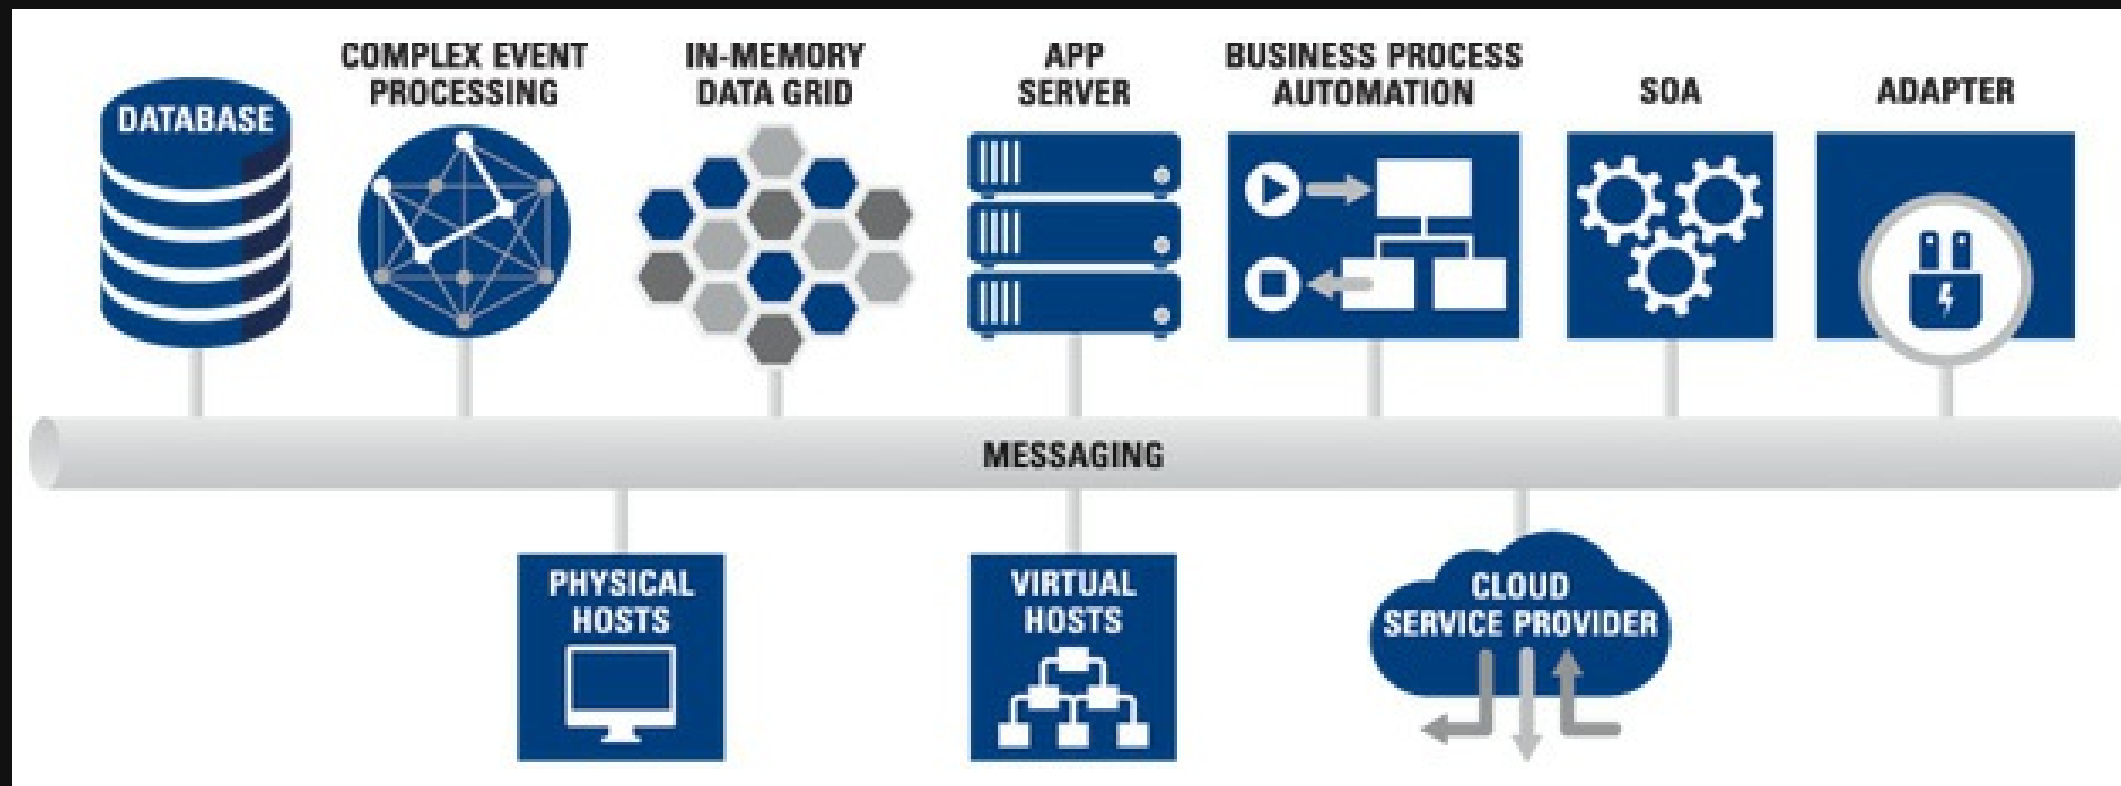 DATABASE
COMPLEX EVENT
PROCESSING
IN-MEMORY
DATA GRID
APP
SERVER
BUSINESS PROCESS
AUTOMATION
SOA
ADAPTER
MESSAGING
PHYSICAL
HOSTS
VIRTUAL
HOSTS
CLOUD
SERVICE PROVIDER